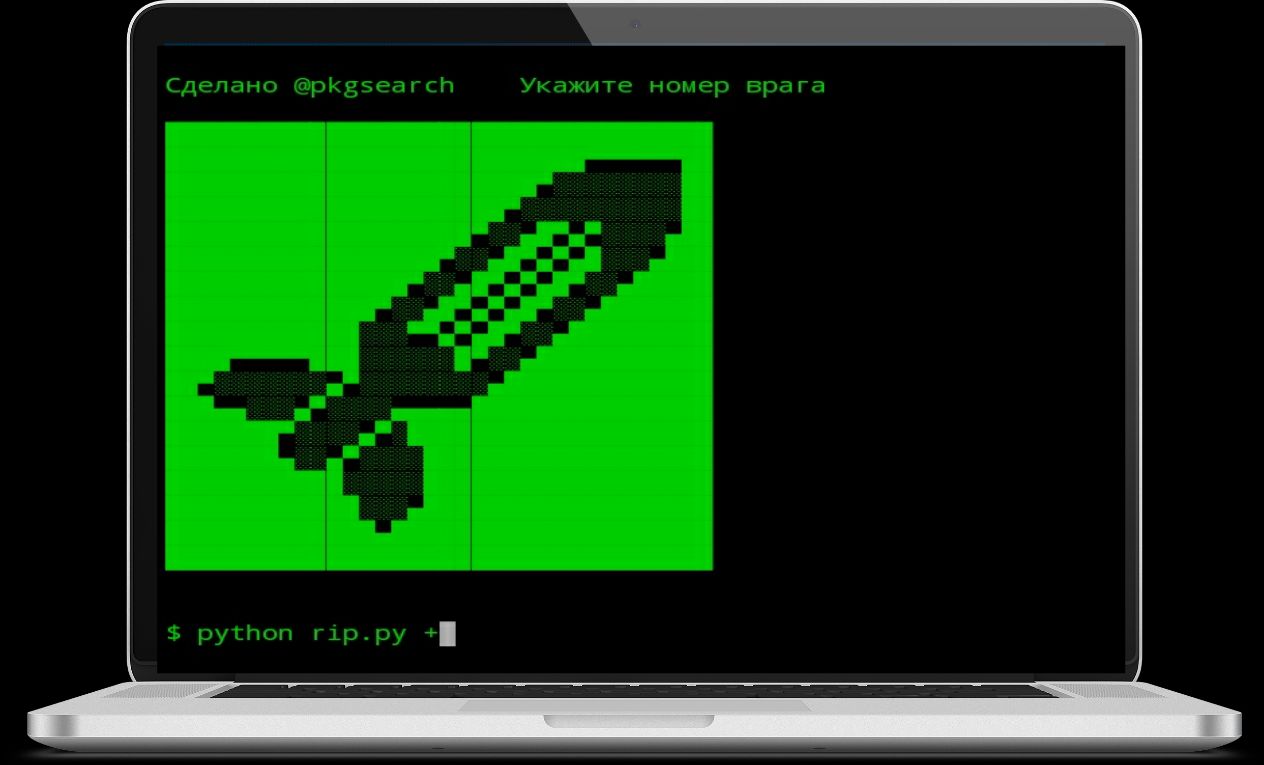 Сделано @pkgsearch    Укажите номер врага
$ python rip.py +